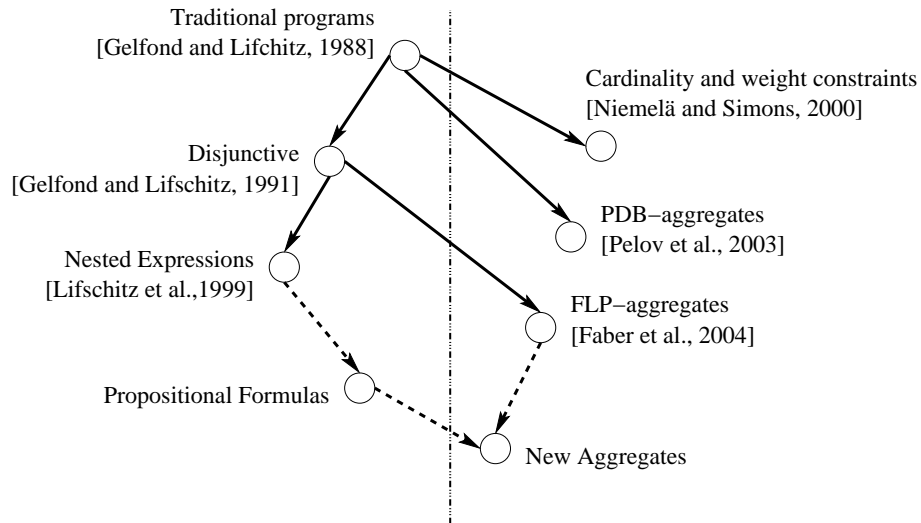 Traditional programs
[Gelfond and Lifchitz, 1988]
Cardinality and weight constraints
[Niemelä and Simons, 2000]
Disjunctive
[Gelfond and Lifschitz, 1991]
PDB−aggregates
[Pelov et al., 2003]
Nested Expressions
[Lifschitz et al.,1999]
FLP−aggregates
[Faber et al., 2004]
Propositional Formulas
New Aggregates